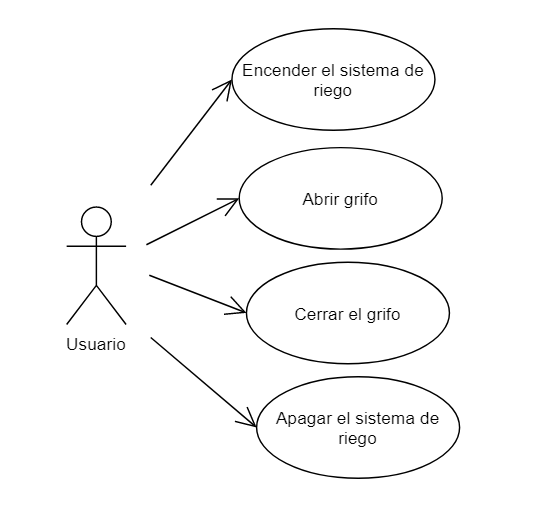 Encender el sistema de
riego
Abrir grifo
Cerrar el grifo
Usuario
Apagar el sistema de
riego